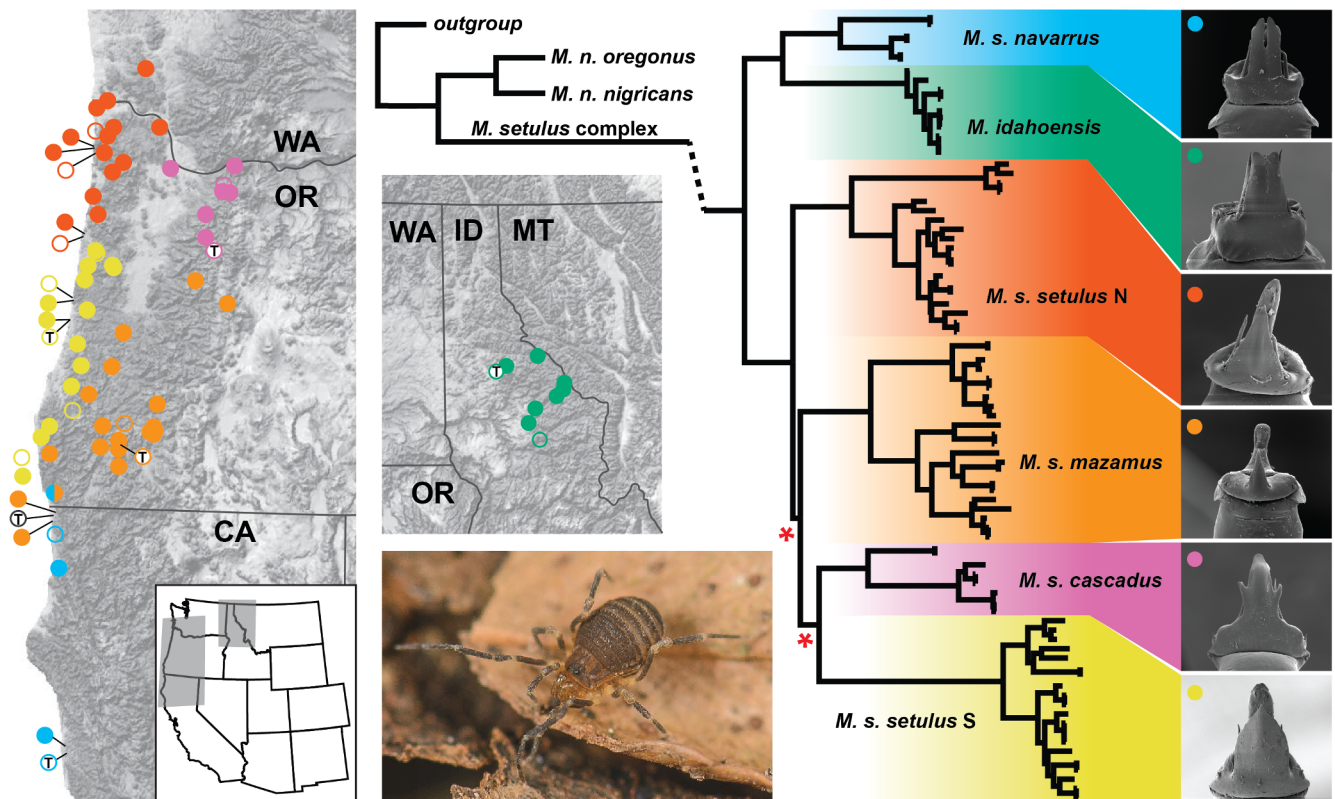 WA
OR
T
T
T
CA
T
T
WA
ID
MT
T
OR
outgroup
M. n. oregonus
M. n. nigricans
M. setulus complex
M. s. navarrus
M. idahoensis
M. s. setulus N
M. s. mazamus
*
M. s. cascadus
*
M. s. setulus S